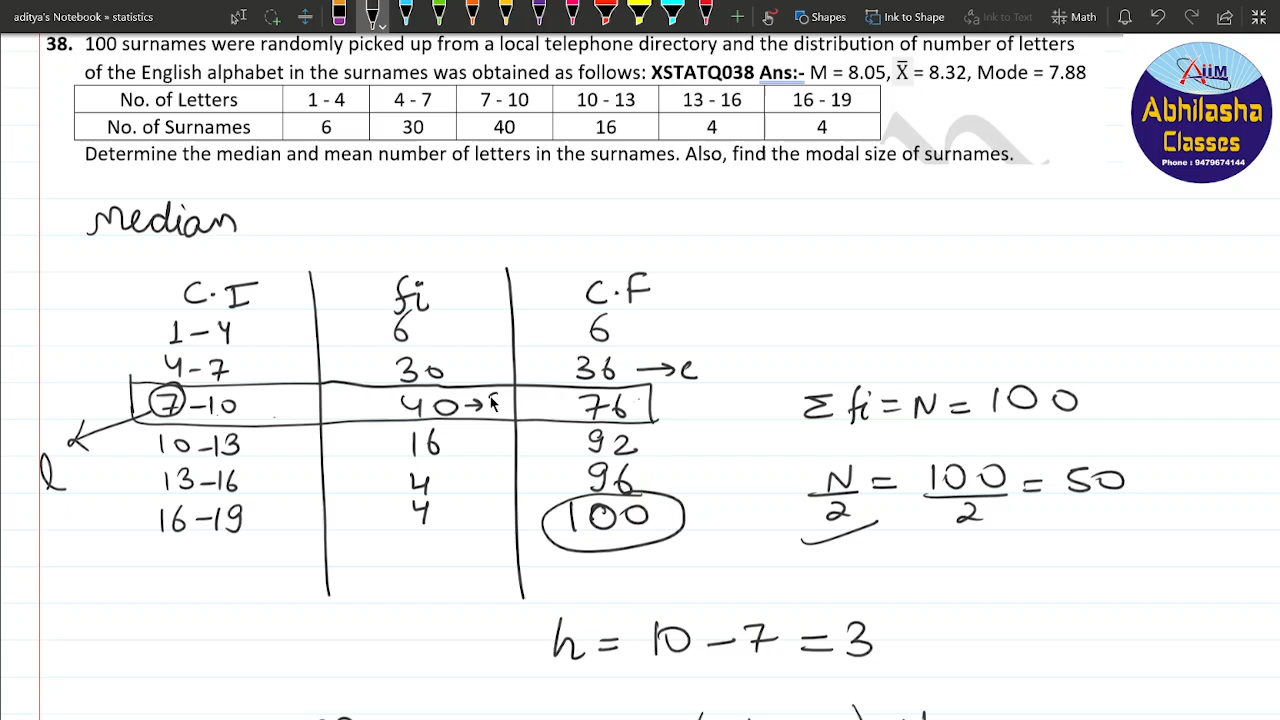 aditya's Notebook » statistics
Shapes Ink to Shape Ink to Text Math
38. 100 surnames were randomly picked up from a local telephone directory and the distribution of number of letters
of the English alphabet in the surnames was obtained as follows: XSTATQ038 Ans:- M = 8.05, X̅ = 8.32, Mode = 7.88
No. of Letters 1 - 4 4 - 7 7 - 10 10 - 13 13 - 16 16 - 19
No. of Surnames 6 30 40 16 4 4
Determine the median and mean number of letters in the surnames. Also, find the modal size of surnames.
AIIM
Abhilasha
Classes
Phone : 9479674144
Median
C.I fi C.F
1-4 6 6
4-7 30 36 → c
7-10 40 → f 76
Σfi = N = 100
10-13 16 92
l
13-16 4 96
N/2 = 100/2 = 50
16-19 4 100
h = 10 - 7 = 3